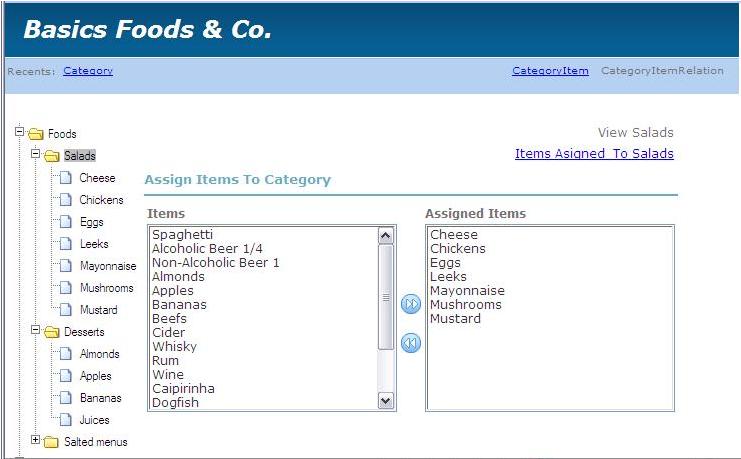 Basics Foods & Co.
Recents: Category CategoryItem CategoryItemRelation
Foods
Salads
Cheese
Chickens
Eggs
Leeks
Mayonnaise
Mushrooms
Mustard
Desserts
Almonds
Apples
Bananas
Juices
Salted menus
View Salads
Items Asigned To Salads
Assign Items To Category
Items
Spaghetti
Alcoholic Beer 1/4
Non-Alcoholic Beer 1
Almonds
Apples
Bananas
Beefs
Cider
Whisky
Rum
Wine
Caipirinha
Dogfish
Assigned Items
Cheese
Chickens
Eggs
Leeks
Mayonnaise
Mushrooms
Mustard